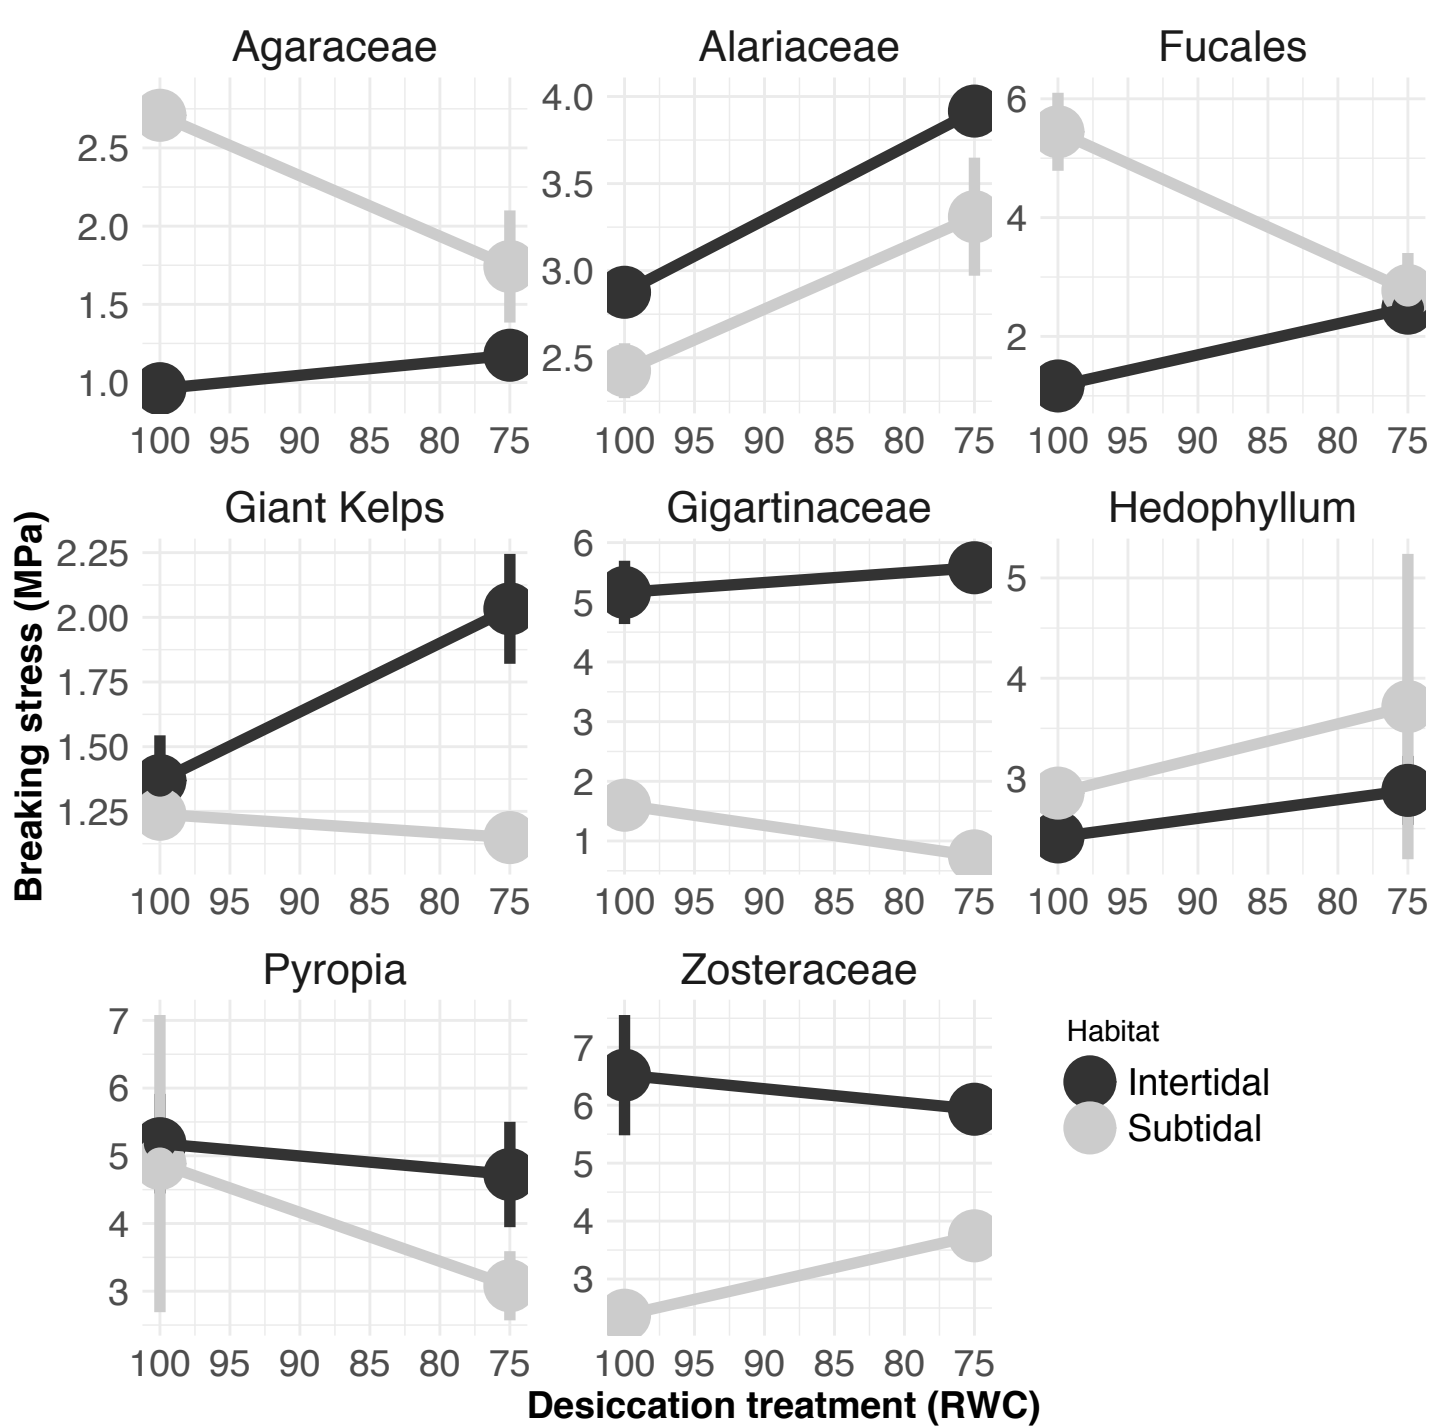 Agaraceae
Alariaceae
Fucales
2.5
2.0
1.5
1.0
4.0
3.5
3.0
2.5
6
4
2
100 95 90 85 80 75
100 95 90 85 80 75
100 95 90 85 80 75
Giant Kelps
Gigartinaceae
Hedophyllum
Breaking stress (MPa)
2.25
2.00
1.75
1.50
1.25
6
5
4
3
2
1
5
4
3
100 95 90 85 80 75
100 95 90 85 80 75
100 95 90 85 80 75
Pyropia
Zosteraceae
7
6
5
4
3
7
6
5
4
3
Habitat
Intertidal
Subtidal
100 95 90 85 80 75
100 95 90 85 80 75
Desiccation treatment (RWC)